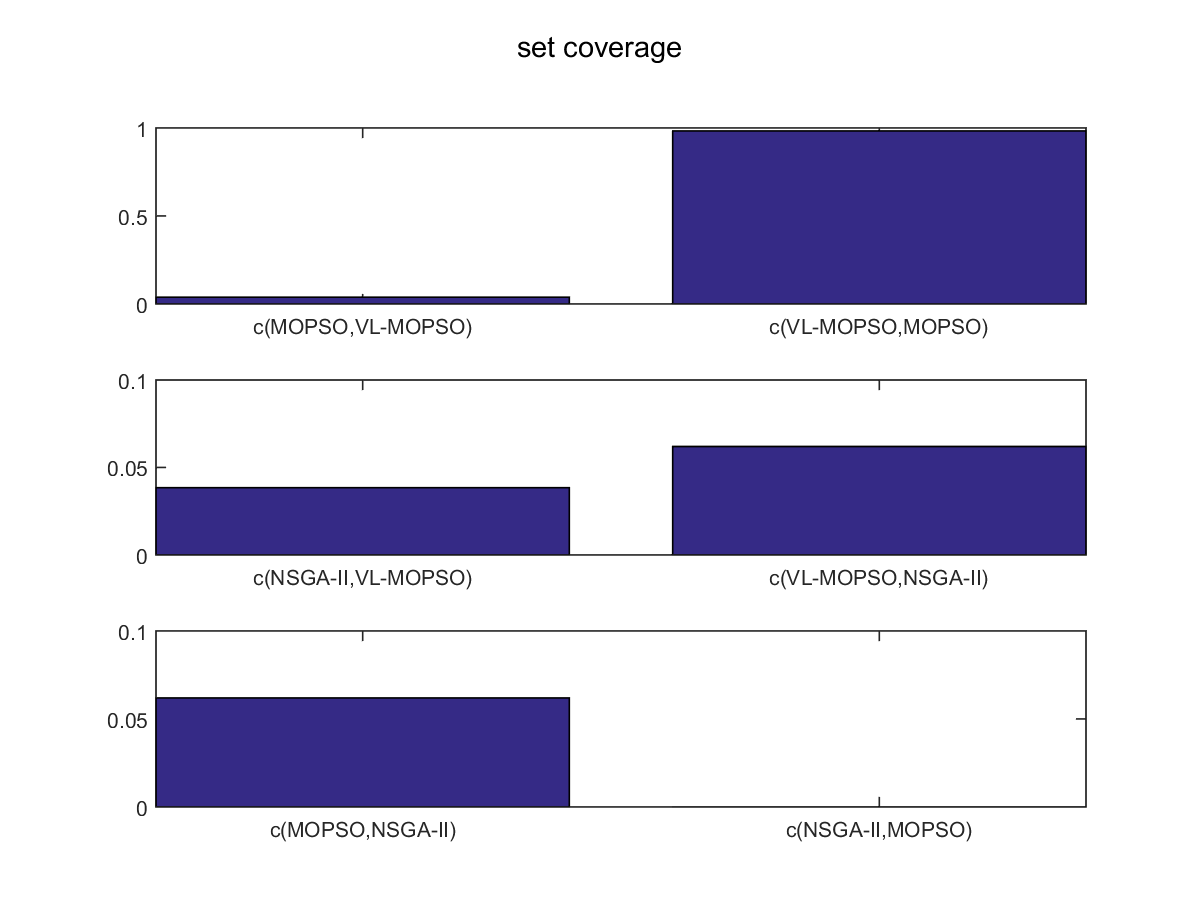 set coverage
1
0.5
0
c(MOPSO,VL-MOPSO) c(VL-MOPSO,MOPSO)
0.1
0.05
0
c(NSGA-II,VL-MOPSO) c(VL-MOPSO,NSGA-II)
0.1
0.05
0
c(MOPSO,NSGA-II) c(NSGA-II,MOPSO)